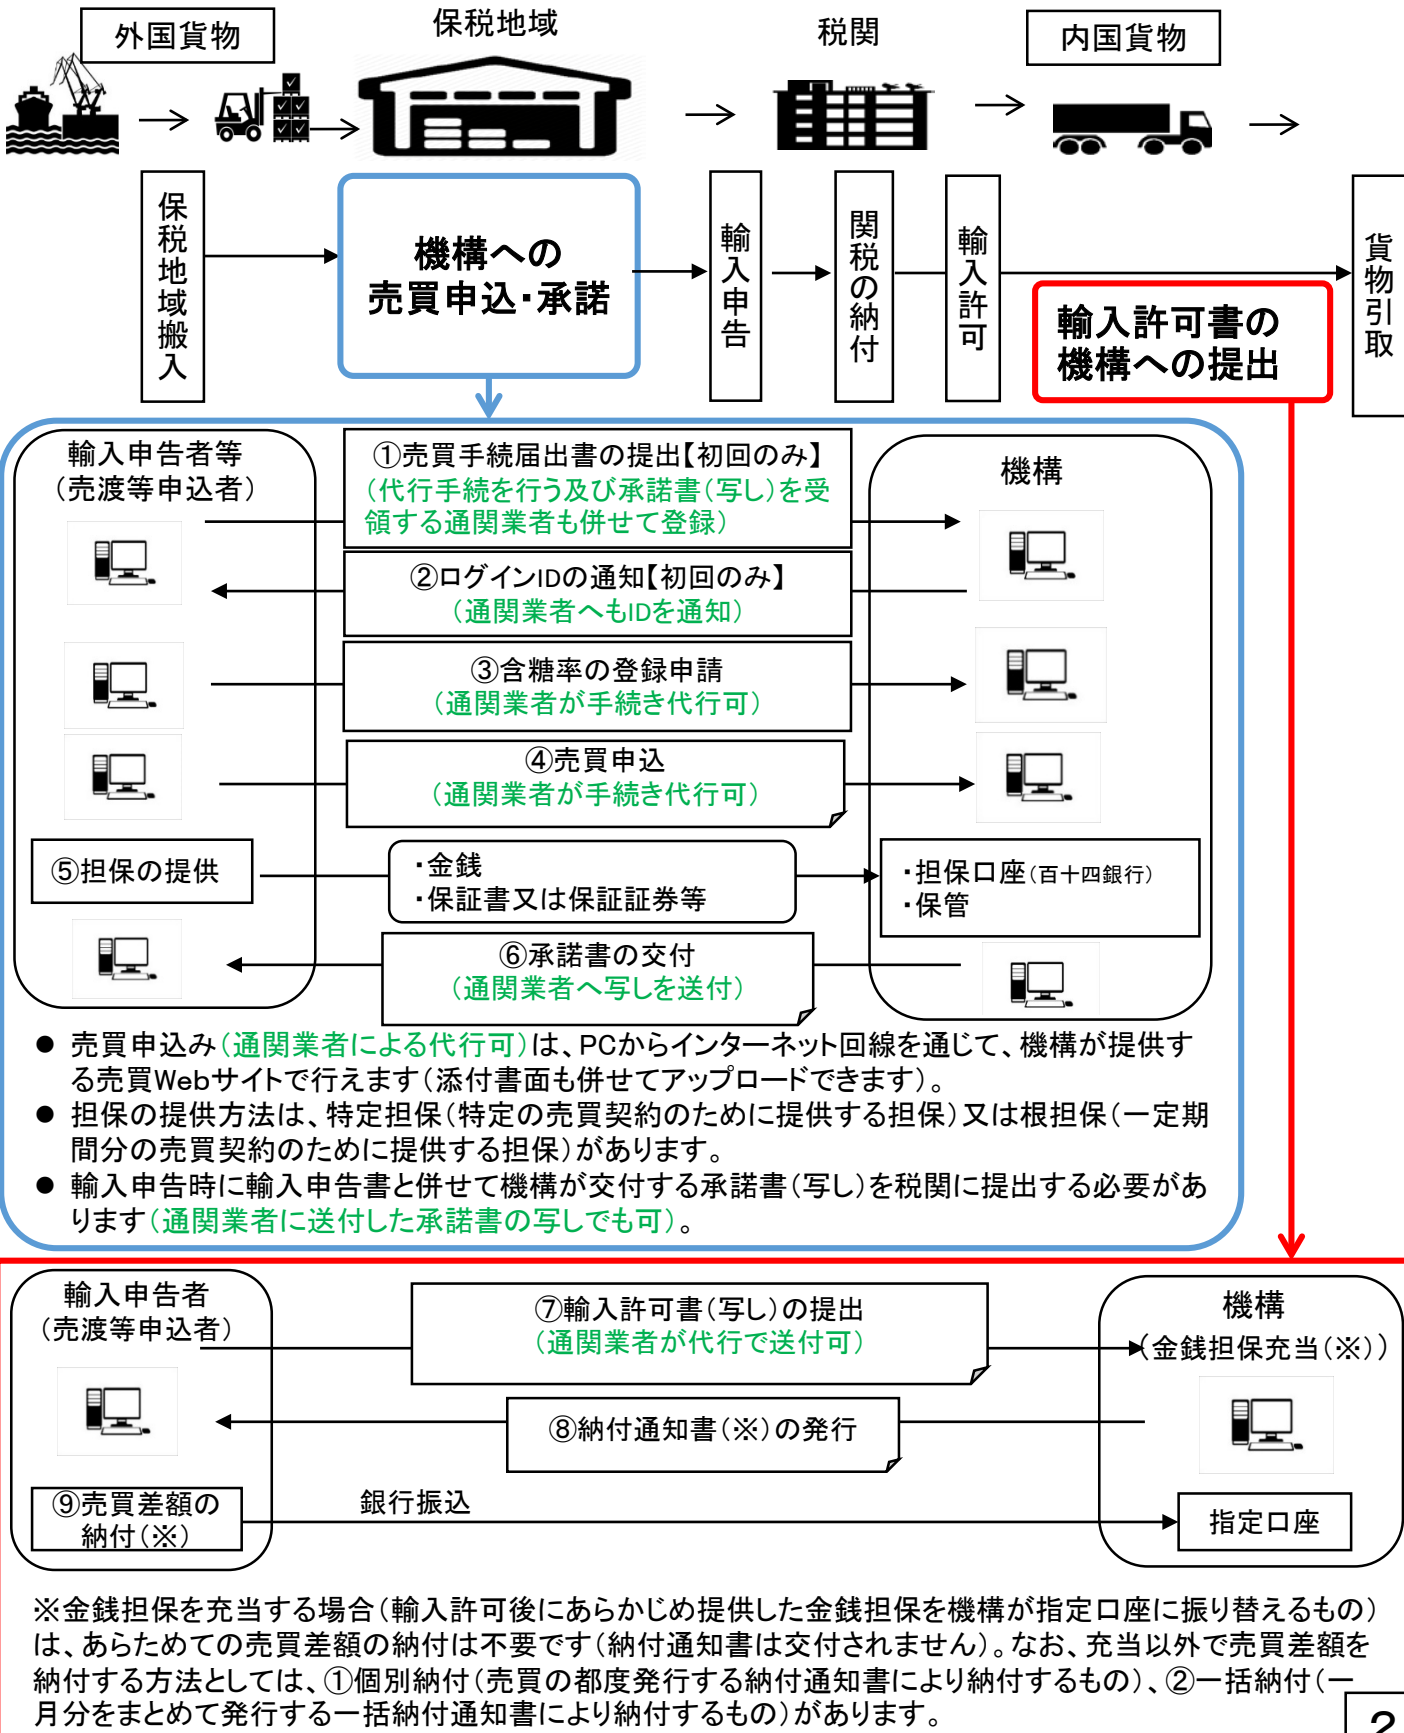 外国貨物
保税地域
税関
内国貨物
保税地域搬入
機構への
売買申込・承諾
輸入申告
関税の納付
輸入許可
輸入許可書の
機構への提出
貨物引取
輸入申告者等
（売渡等申込者）
①売買手続届出書の提出【初回のみ】
（代行手続を行う及び承諾書（写し）を受
領する通関業者も併せて登録）
機構
②ログインIDの通知【初回のみ】
（通関業者へもIDを通知）
③含糖率の登録申請
（通関業者が手続き代行可）
④売買申込
（通関業者が手続き代行可）
⑤担保の提供
・金銭
・保証書又は保証証券等
・担保口座（百十四銀行）
・保管
⑥承諾書の交付
（通関業者へ写しを送付）
● 売買申込み（通関業者による代行可）は、PCからインターネット回線を通じて、機構が提供す
る売買Webサイトで行えます（添付書面も併せてアップロードできます）。
● 担保の提供方法は、特定担保（特定の売買契約のために提供する担保）又は根担保（一定期
間分の売買契約のために提供する担保）があります。
● 輸入申告時に輸入申告書と併せて機構が交付する承諾書（写し）を税関に提出する必要があ
ります（通関業者に送付した承諾書の写しでも可）。
輸入申告者
（売渡等申込者）
⑦輸入許可書（写し）の提出
（通関業者が代行で送付可）
機構
（金銭担保充当（※））
⑧納付通知書（※）の発行
⑨売買差額の
納付（※）
銀行振込
指定口座
※金銭担保を充当する場合（輸入許可後にあらかじめ提供した金銭担保を機構が指定口座に振り替えるもの）
は、あらためての売買差額の納付は不要です（納付通知書は交付されません）。なお、充当以外で売買差額を
納付する方法としては、①個別納付（売買の都度発行する納付通知書により納付するもの）、②一括納付（一
月分をまとめて発行する一括納付通知書により納付するもの）があります。
2